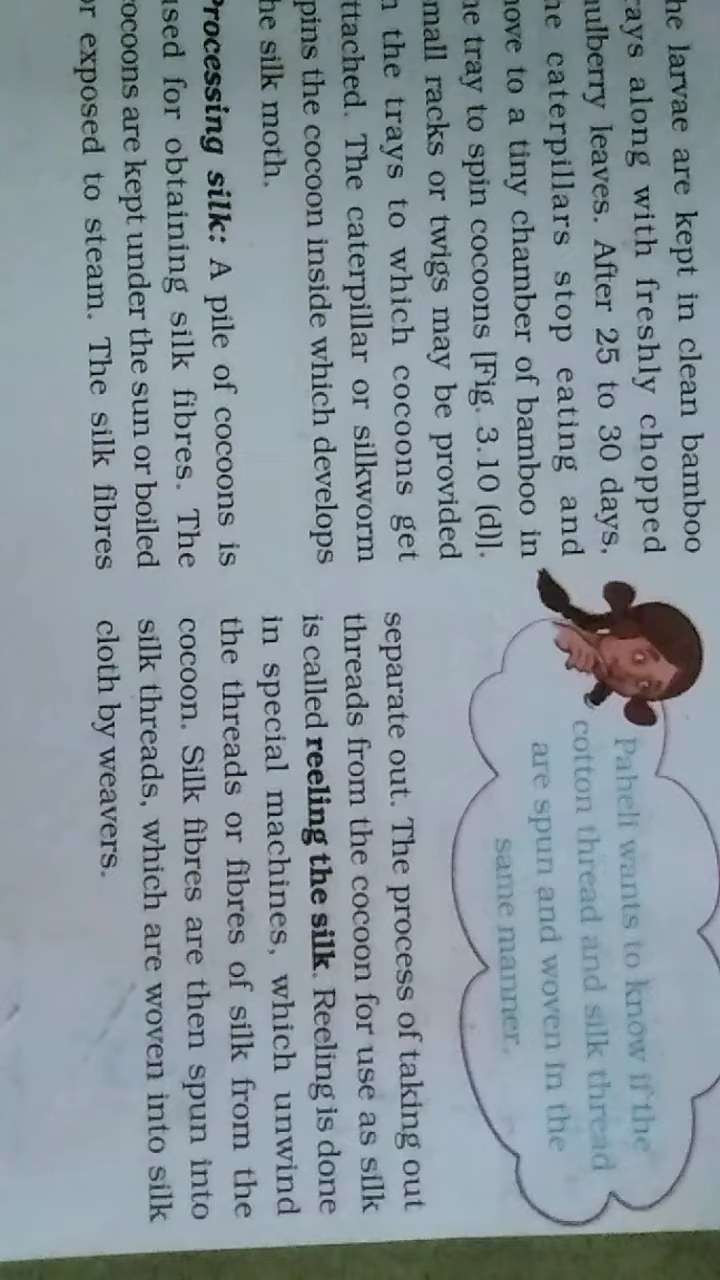 he larvae are kept in clean bamboo
rays along with freshly chopped
mulberry leaves. After 25 to 30 days,
he caterpillars stop eating and
move to a tiny chamber of bamboo in
he tray to spin cocoons [Fig. 3.10 (d)].
mall racks or twigs may be provided
n the trays to which cocoons get
ttached. The caterpillar or silkworm
pins the cocoon inside which develops
he silk moth.
Processing silk: A pile of cocoons is
used for obtaining silk fibres. The
ocoons are kept under the sun or boiled
or exposed to steam. The silk fibres
Paheli wants to know if the
cotton thread and silk thread
are spun and woven in the
same manner.
separate out. The process of taking out
threads from the cocoon for use as silk
is called reeling the silk. Reeling is done
in special machines, which unwind
the threads or fibres of silk from the
cocoon. Silk fibres are then spun into
silk threads, which are woven into silk
cloth by weavers.